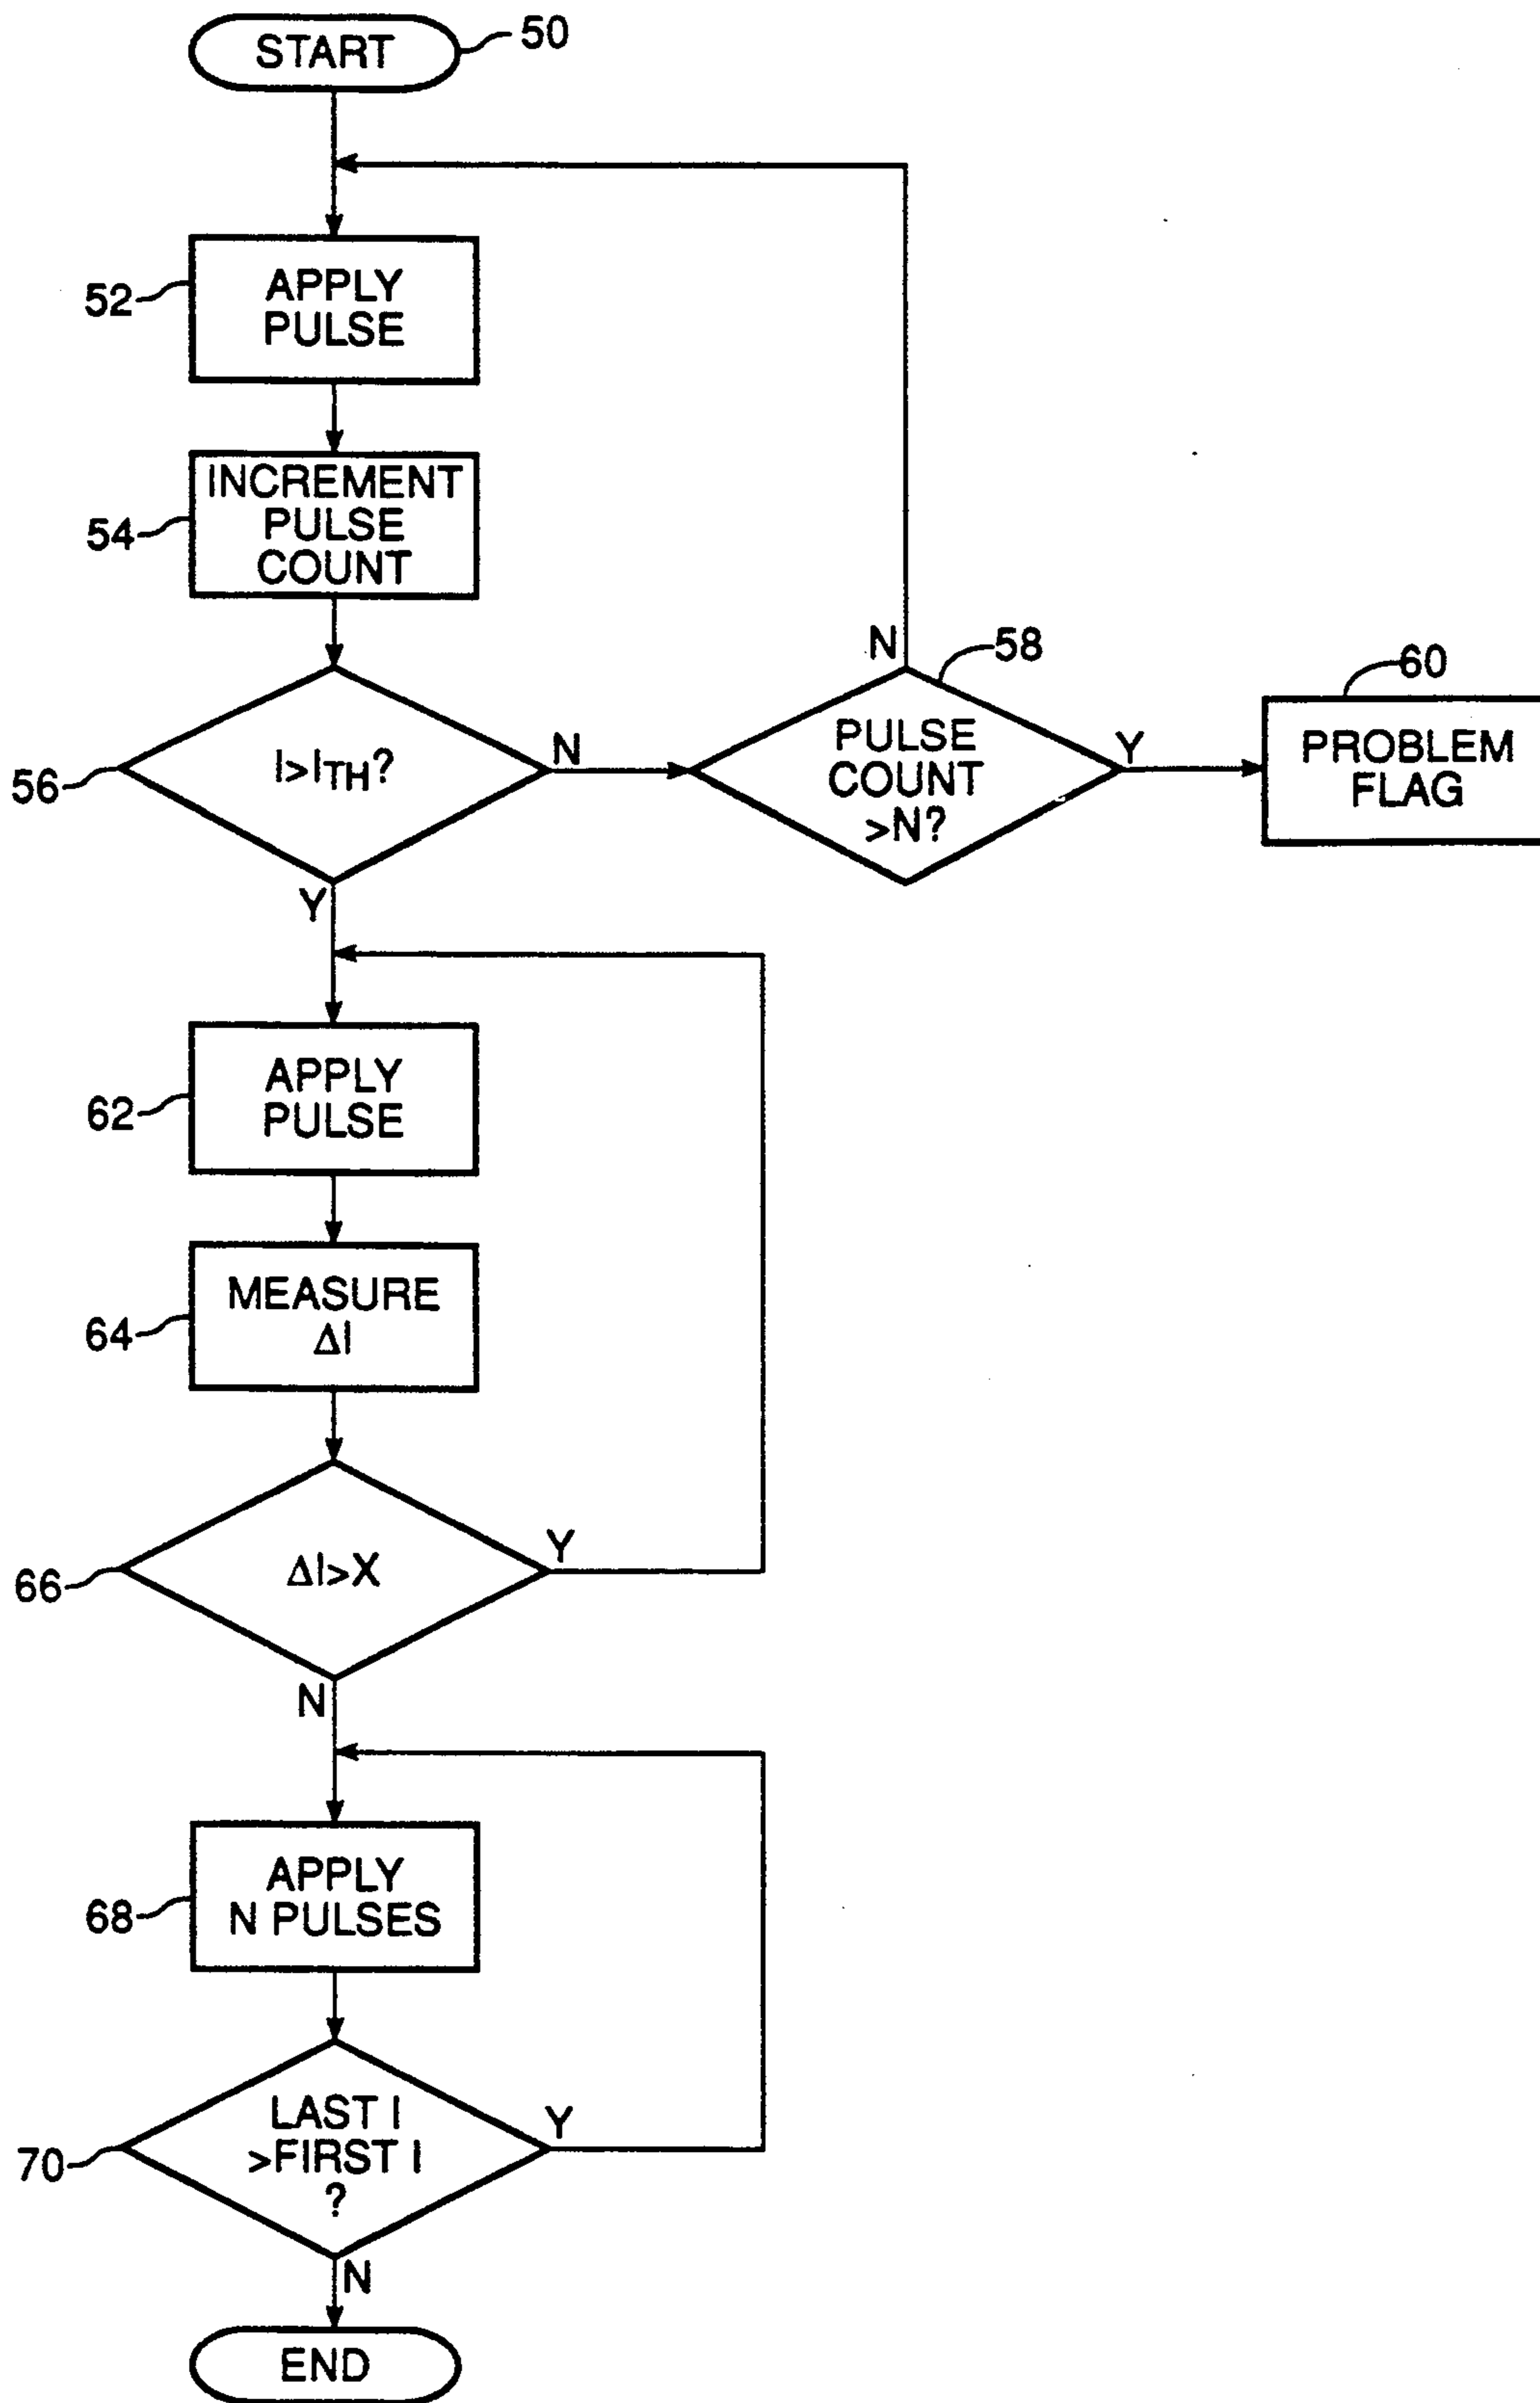 START
50
52
APPLY
PULSE
54
INCREMENT
PULSE
COUNT
56
I>ITH?
N
Y
58
N
PULSE
COUNT
>N?
Y
60
PROBLEM
FLAG
62
APPLY
PULSE
64
MEASURE
ΔI
66
ΔI>X
Y
N
68
APPLY
N PULSES
70
LAST I
>FIRST I
?
Y
N
END